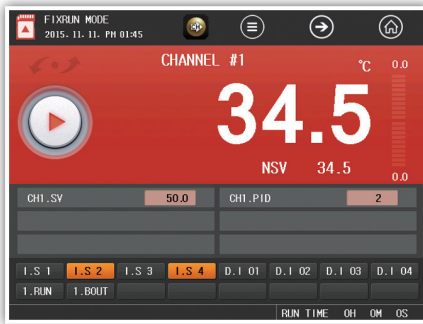 FIXRUN MODE
2015. 11. 11. PM 01:45
CHANNEL #1
℃
0.0
34.5
NSV 34.5
0.0
CH1.SV 50.0 CH1.PID 2
I.S 1 I.S 2 I.S 3 I.S 4 D.I 01 D.I 02 D.I 03 D.I 04
1.RUN 1.BOUT
RUN TIME 0H 0M 0S